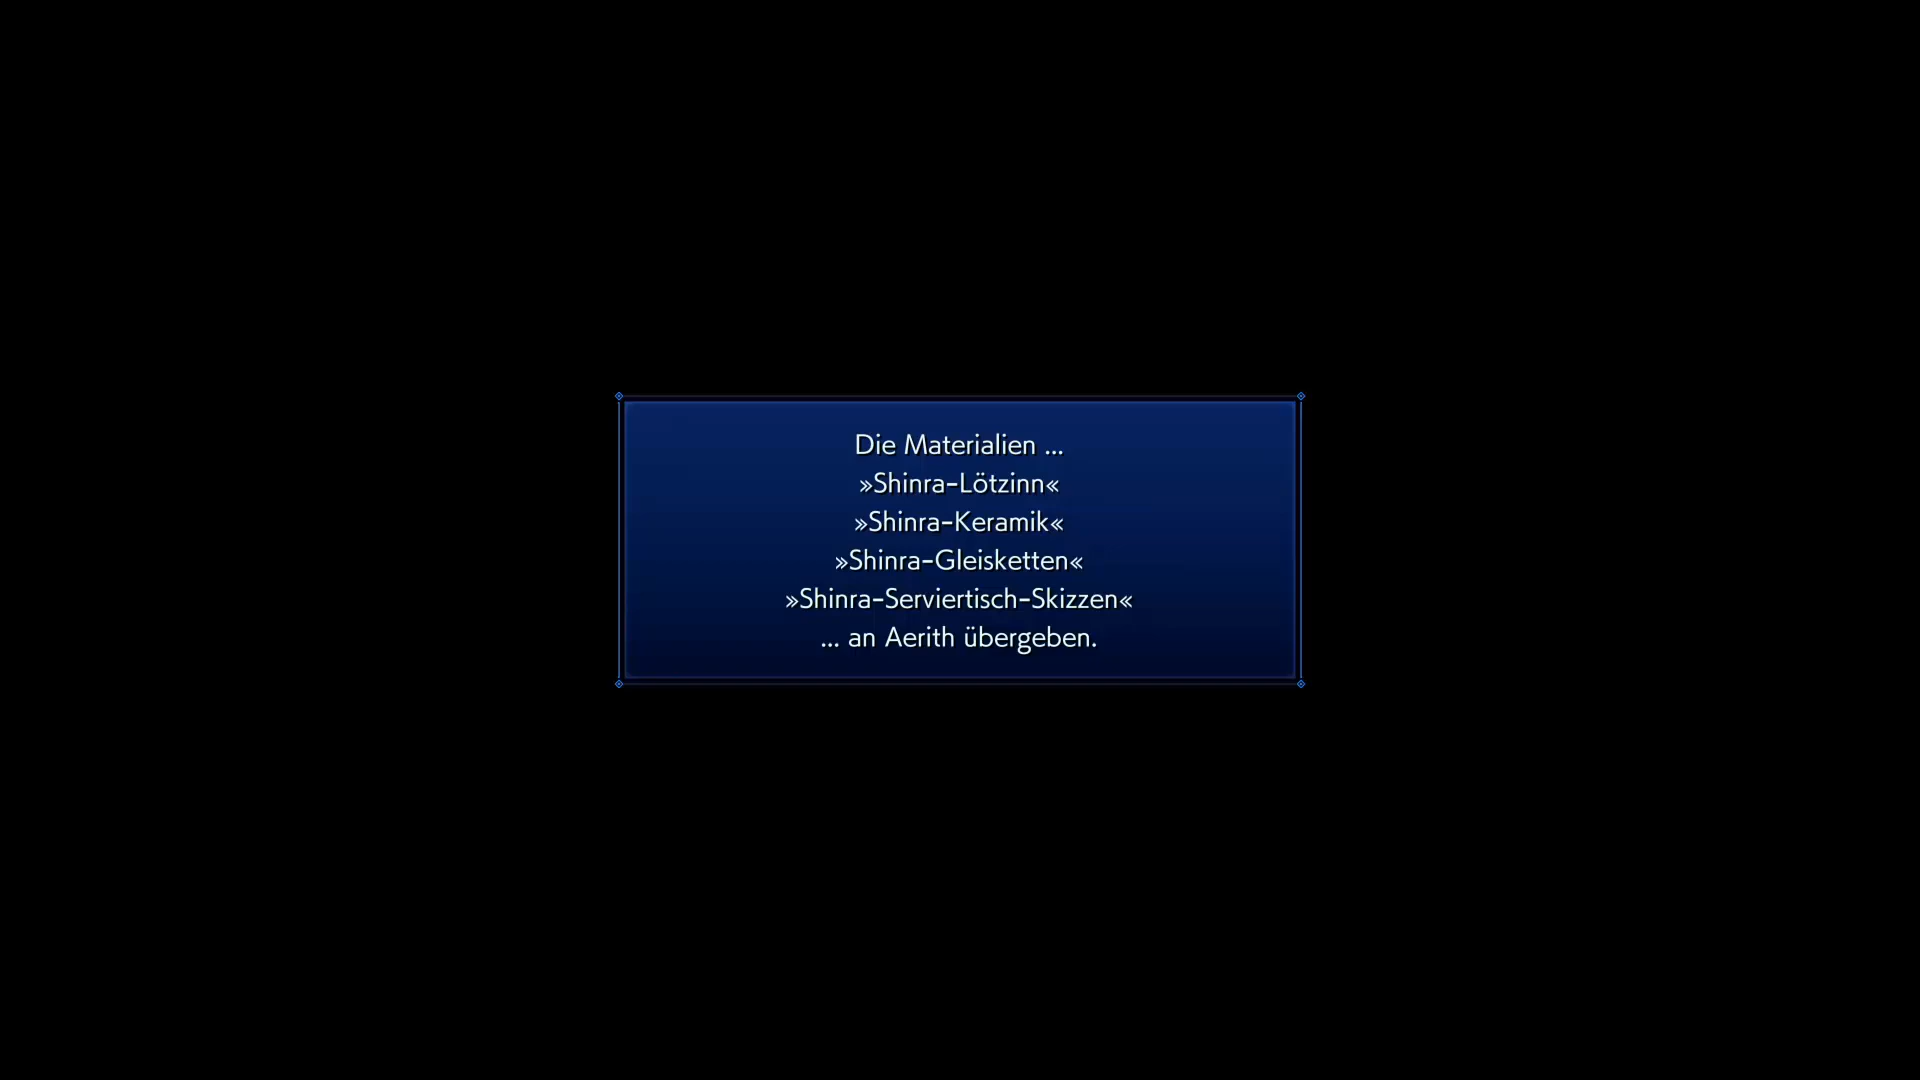 Die Materialien ...
»Shinra-Lötzinn«
»Shinra-Keramik«
»Shinra-Gleisketten«
»Shinra-Serviertisch-Skizzen«
... an Aerith übergeben.